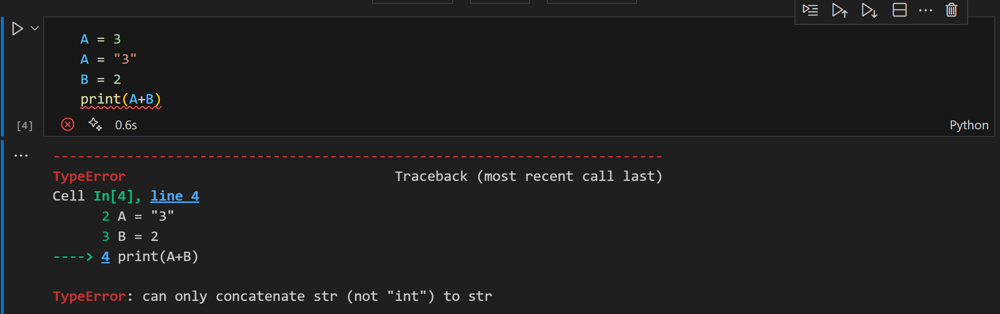 A = 3
A = "3"
B = 2
print(A+B)
[4]
0.6s
Python
--------------------------------------------------------------------------
TypeError Traceback (most recent call last)
Cell In[4], line 4
2 A = "3"
3 B = 2
----> 4 print(A+B)
TypeError: can only concatenate str (not "int") to str